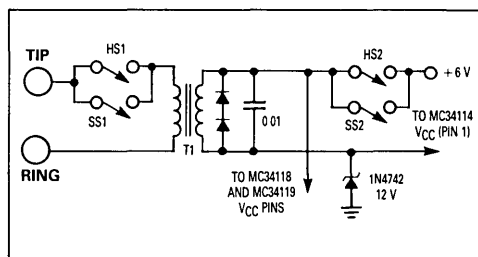 TIP
HS1
SS1
RING
T1
0 01
HS2
SS2
+ 6 V
TO MC34114
VCC (PIN 1)
TO MC34118
AND MC34119
VCC PINS
1N4742
12 V